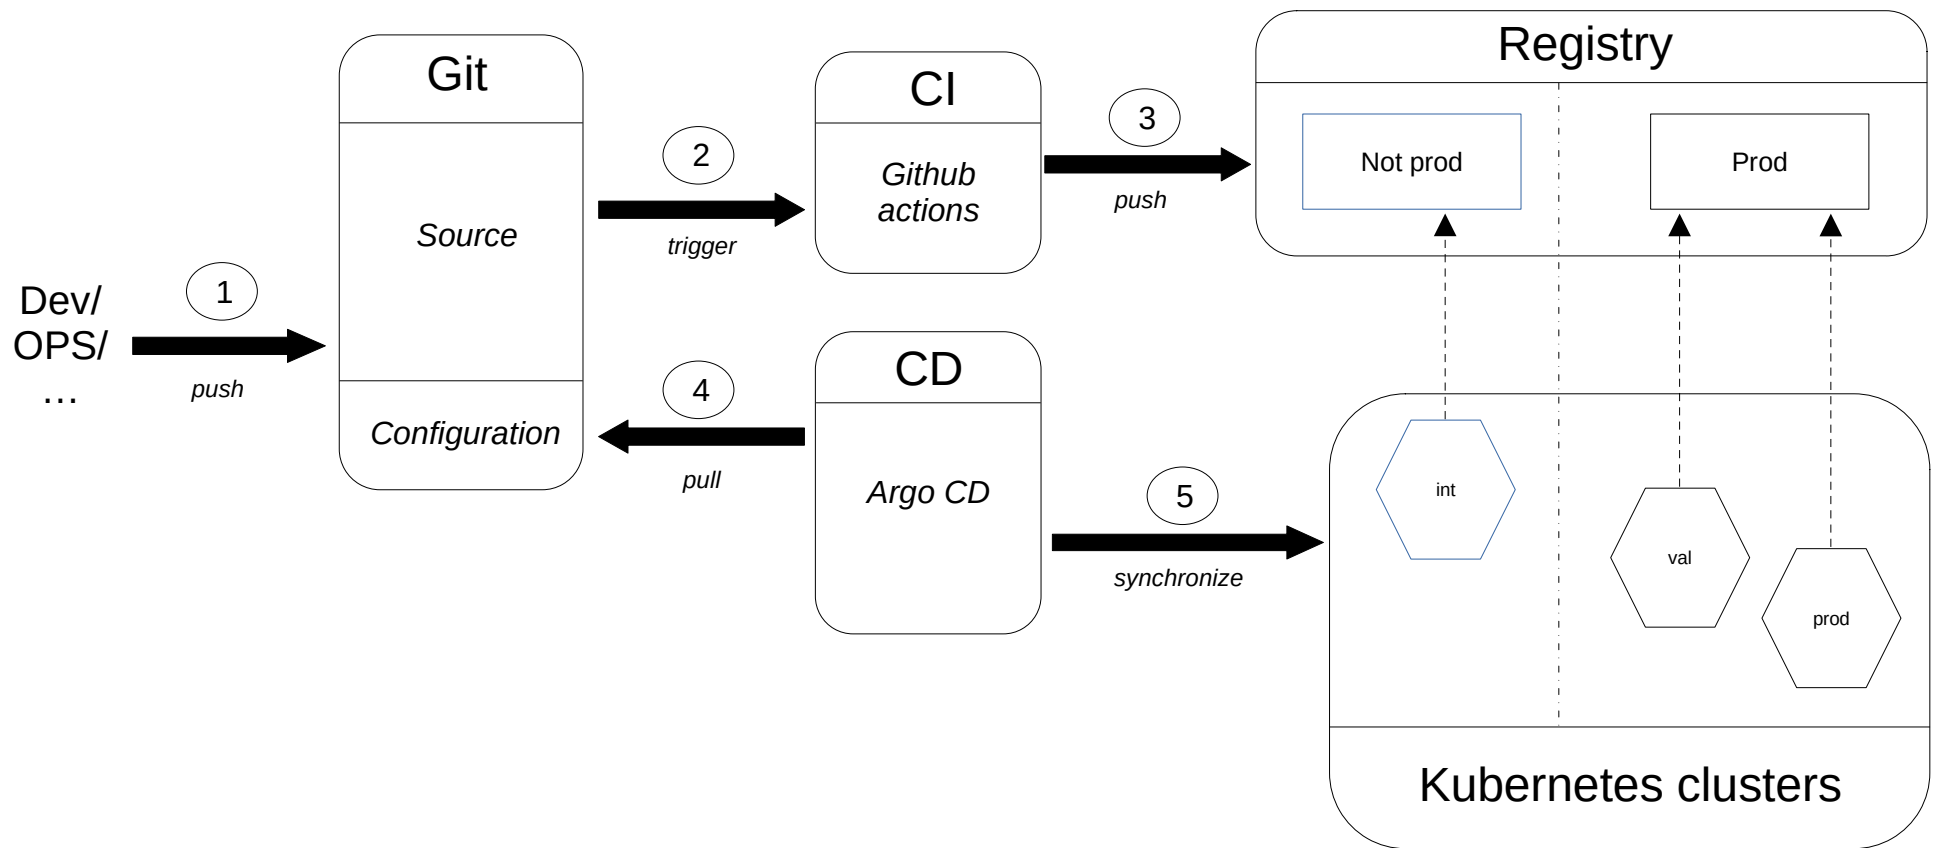 Dev/
OPS/
…
1
push
Git
Source
Configuration
2
trigger
CI
Github
actions
3
push
Registry
Not prod
Prod
4
pull
CD
Argo CD
5
synchronize
int
val
prod
Kubernetes clusters